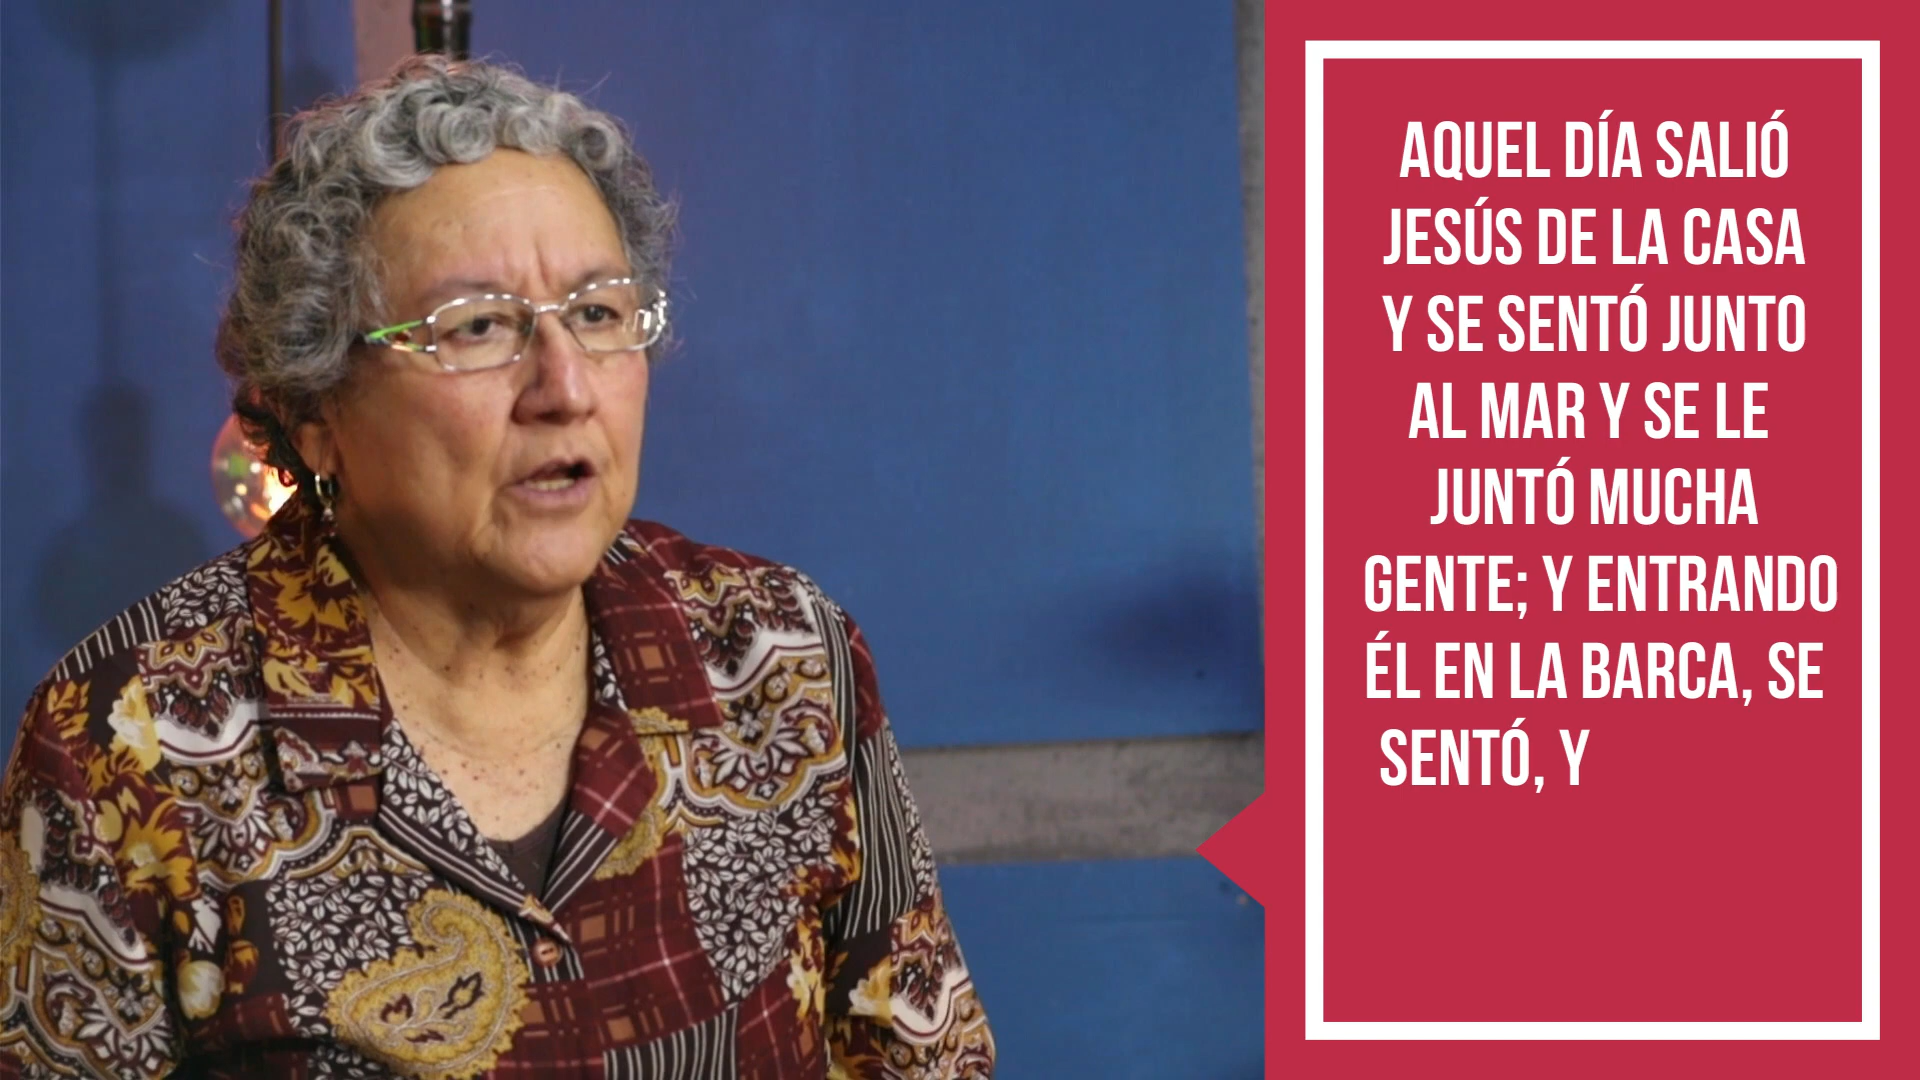 AQUEL DÍA SALIÓ
JESÚS DE LA CASA
Y SE SENTÓ JUNTO
AL MAR Y SE LE
JUNTÓ MUCHA
GENTE; Y ENTRANDO
ÉL EN LA BARCA, SE
SENTÓ, Y